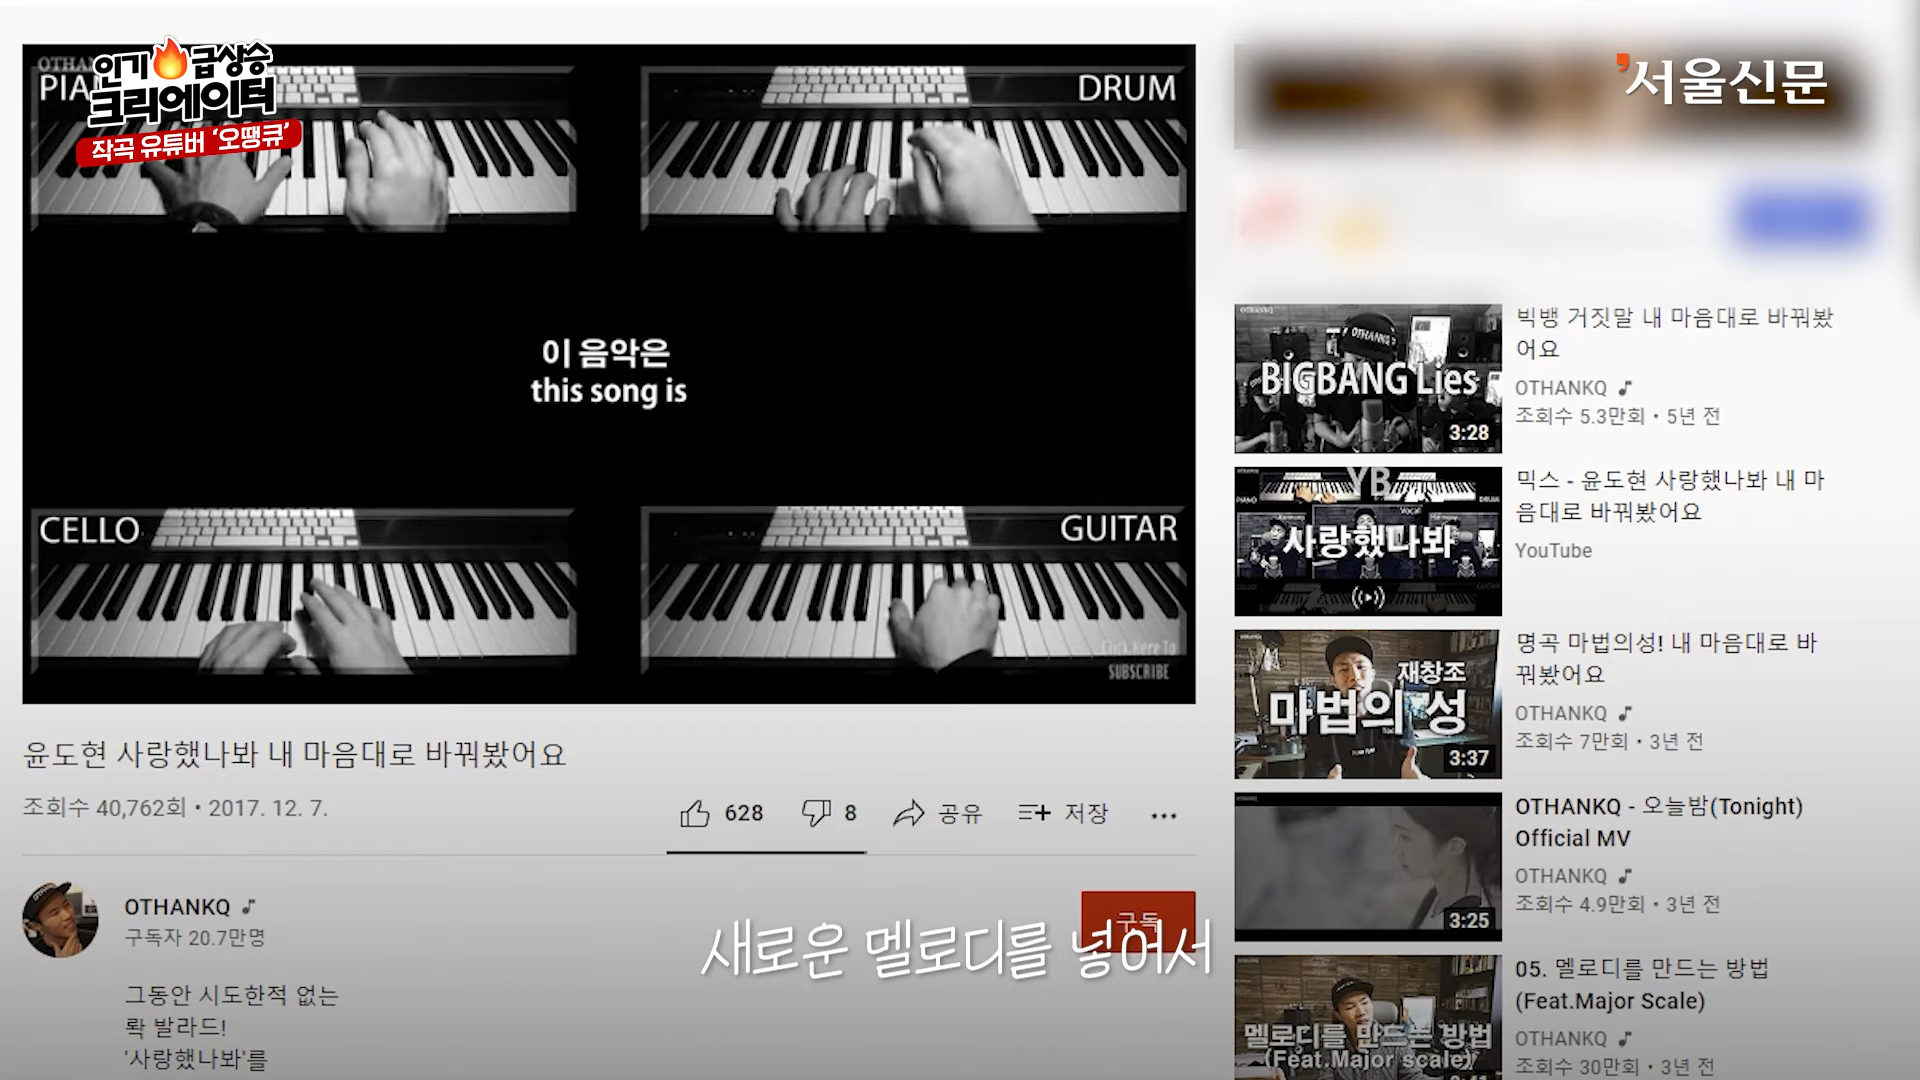 인기 급상승
크리에이터
작곡 유튜버 '오땡큐'
'서울신문
DRUM
이 음악은
this song is
CELLO
GUITAR
Click Here To
SUBSCRIBE
윤도현 사랑했나봐 내 마음대로 바꿔봤어요
조회수 40,762회 • 2017. 12. 7.
628
8
공유
저장
OTHANKQ
구독자 20.7만명
구독
그동안 시도한적 없는
롹 발라드!
'사랑했나봐'를
새로운 멜로디를 넣어서
OTHANKQ
BIGBANG Lies
3:28
빅뱅 거짓말 내 마음대로 바꿔봤
어요
OTHANKQ
조회수 5.3만회 • 5년 전
YB
PIANO
DRUM
Vocal
사랑했나봐
믹스 - 윤도현 사랑했나봐 내 마
음대로 바꿔봤어요
YouTube
재창조
마법의 성
3:37
명곡 마법의성! 내 마음대로 바
꿔봤어요
OTHANKQ
조회수 7만회 • 3년 전
3:25
OTHANKQ - 오늘밤(Tonight)
Official MV
OTHANKQ
조회수 4.9만회 • 3년 전
멜로디를 만드는 방법
(Feat.Major scale)
05. 멜로디를 만드는 방법
(Feat.Major Scale)
OTHANKQ
조회수 30만회 • 3년 전